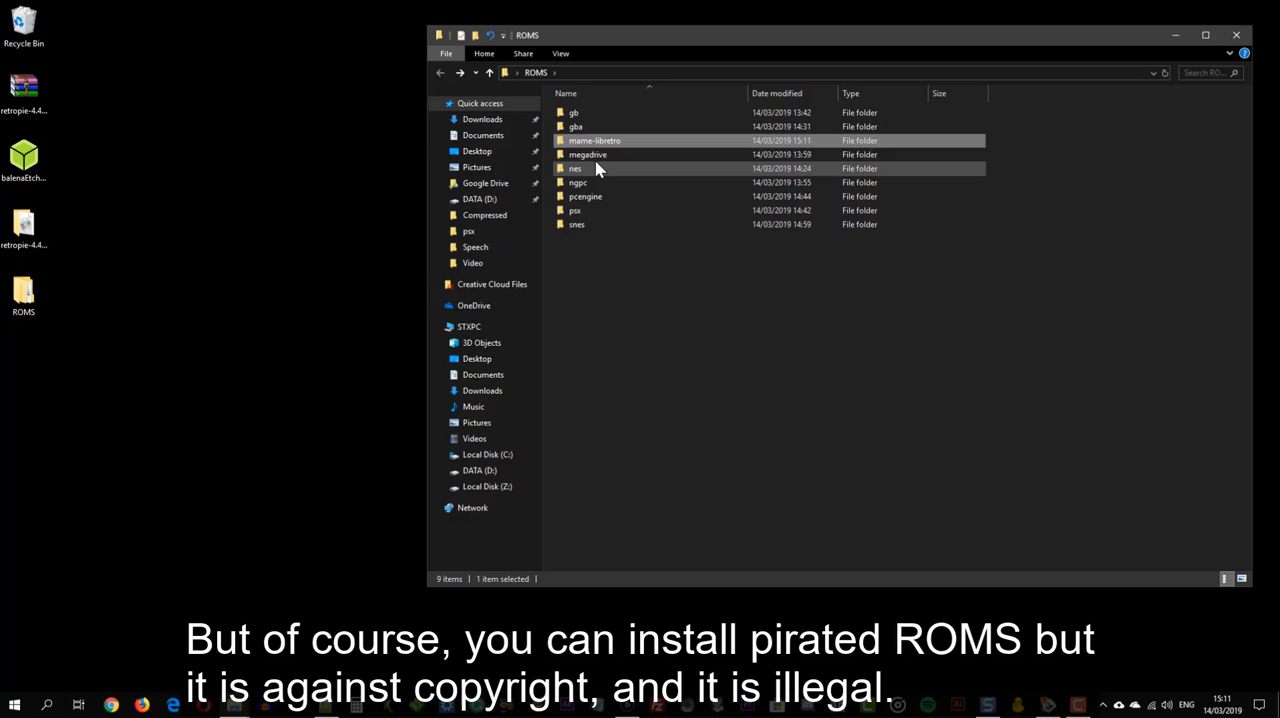 Recycle Bin
retropie-4.4...
balenaEtch...
retropie-4.4...
ROMS
ROMS
File Home Share View
ROMS
Search RO...
Name Date modified Type Size
gb 14/03/2019 13:42 File folder
gba 14/03/2019 14:31 File folder
mame-libretro 14/03/2019 15:11 File folder
megadrive 14/03/2019 13:59 File folder
nes 14/03/2019 14:24 File folder
ngpc 14/03/2019 13:55 File folder
pcengine 14/03/2019 14:44 File folder
psx 14/03/2019 14:42 File folder
snes 14/03/2019 14:59 File folder
Quick access
Downloads
Documents
Desktop
Pictures
Google Drive
DATA (D:)
Compressed
psx
Speech
Video
Creative Cloud Files
OneDrive
STXPC
3D Objects
Desktop
Documents
Downloads
Music
Pictures
Videos
Local Disk (C:)
DATA (D:)
Local Disk (Z:)
Network
9 items 1 item selected
But of course, you can install pirated ROMS but
it is against copyright, and it is illegal.
ENG
15:11
14/03/2019